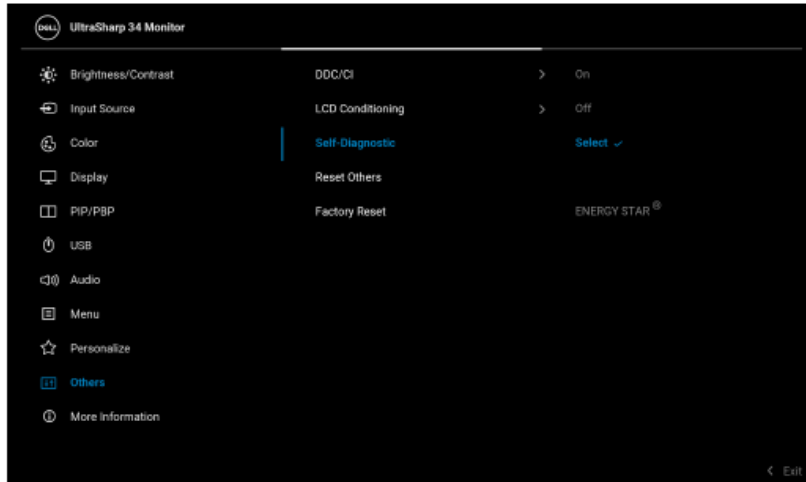 DELL UltraSharp 34 Monitor
Brightness/Contrast DDC/CI > On
Input Source LCD Conditioning > Off
Color Self-Diagnostic Select ✓
Display Reset Others
PIP/PBP Factory Reset ENERGY STAR®
USB
Audio
Menu
Personalize
Others
More Information
< Exit